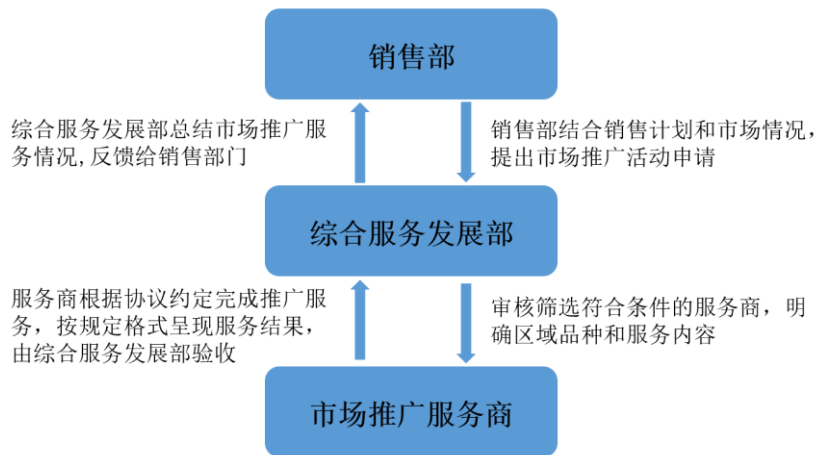 销售部
综合服务发展部总结市场推广服
务情况,反馈给销售部门
销售部结合销售计划和市场情况，
提出市场推广活动申请
综合服务发展部
服务商根据协议约定完成推广服
务，按规定格式呈现服务结果，
由综合服务发展部验收
审核筛选符合条件的服务商，明
确区域品种和服务内容
市场推广服务商